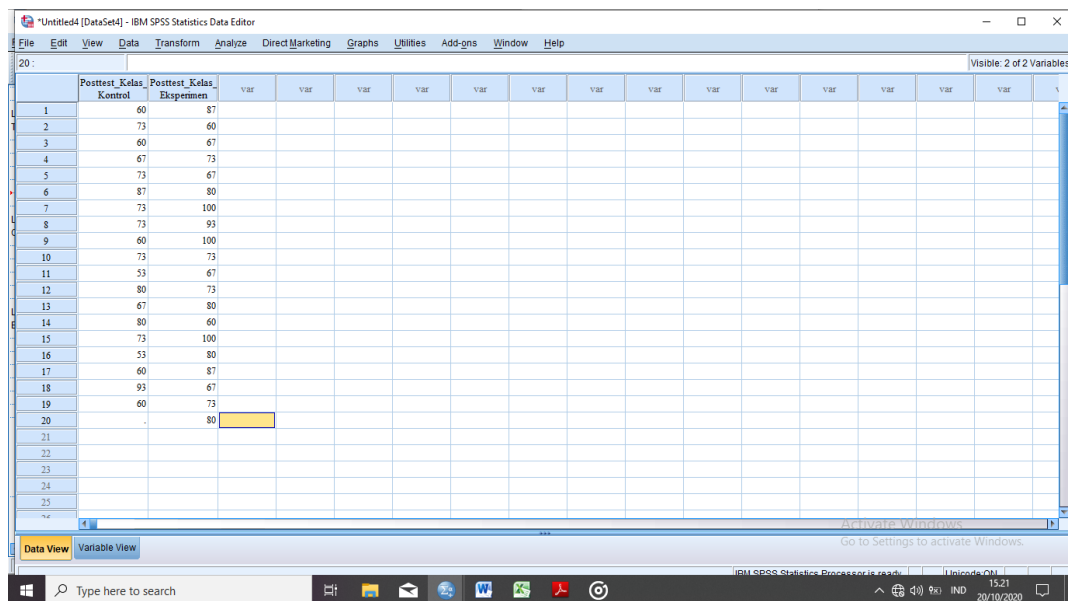 *Untitled4 [DataSet4] - IBM SPSS Statistics Data Editor
File Edit View Data Transform Analyze Direct Marketing Graphs Utilities Add-ons Window Help
20 : Visible: 2 of 2 Variables
Posttest_Kelas_Kontrol Posttest_Kelas_Eksperimen var var var var var var var var var var var var var var
1 60 87
2 73 60
3 60 67
4 67 73
5 73 67
6 87 80
7 73 100
8 73 93
9 60 100
10 73 73
11 53 67
12 80 73
13 67 80
14 80 60
15 73 100
16 53 80
17 60 87
18 93 67
19 60 73
20 . 80
21
22
23
24
25
Activate Windows
Data View Variable View Go to Settings to activate Windows.
IBM SPSS Statistics Processor is ready Unicode:ON
Type here to search IND 15.21
20/10/2020